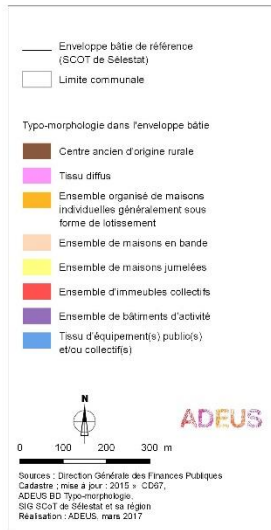 Enveloppe bâtie de référence
(SCOT de Sélestat)
Limite communale
Typo-morphologie dans l'enveloppe bâtie
Centre ancien d'origine rurale
Tissu diffus
Ensemble organisé de maisons
individuelles généralement sous
forme de lotissement
Ensemble de maisons en bande
Ensemble de maisons jumelées
Ensemble d'immeubles collectifs
Ensemble de bâtiments d'activité
Tissu d'équipement(s) public(s)
et/ou collectif(s)
N
ADEUS
0 100 200 300 m
Sources : Direction Générale des Finances Publiques
Cadastre ; mise à jour : 2015 » CD67,
ADEUS BD Typo-morphologie,
SIG SCoT de Sélestat et sa région
Réalisation : ADEUS, mars 2017